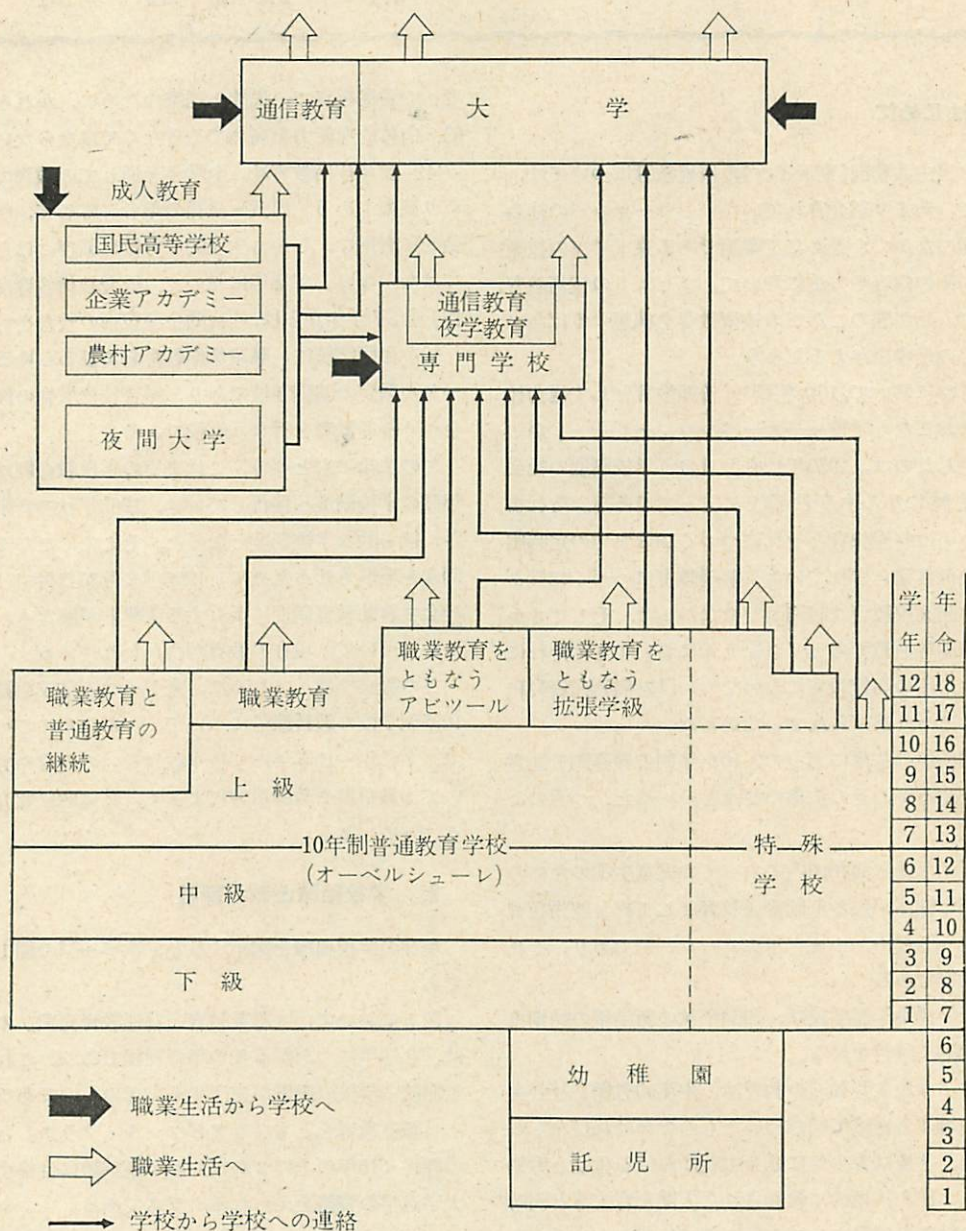 通信教育
大学
成人教育
国民高等学校
企業アカデミー
農村アカデミー
夜間大学
通信教育
夜学教育
専門学校
職業教育と
普通教育の
継続
職業教育
職業教育を
ともなう
アビツール
職業教育を
ともなう
拡張学級
上級
10年制普通教育学校
(オーベルシューレ)
中級
下級
特殊
学校
幼稚園
託児所
学年 年令
12 18
11 17
10 16
9 15
8 14
7 13
6 12
5 11
4 10
3 9
2 8
1 7
6
5
4
3
2
1
職業生活から学校へ
職業生活へ
学校から学校への連絡